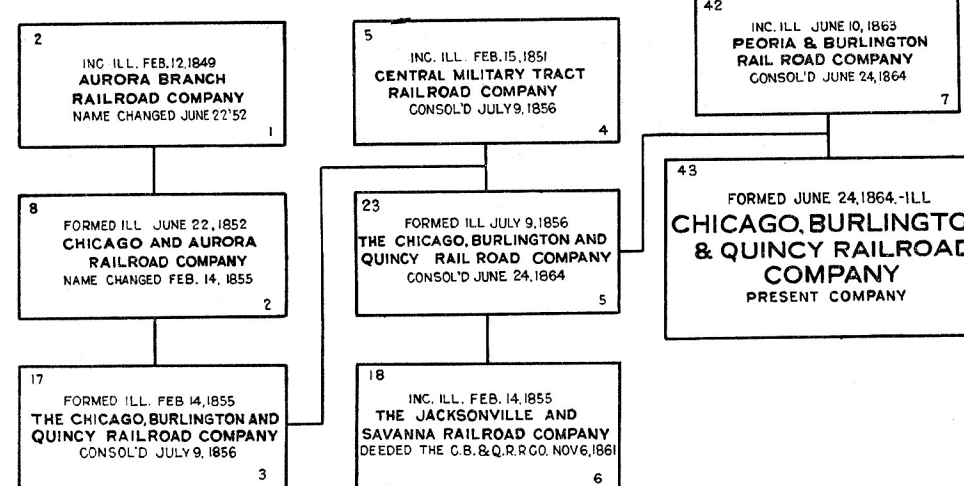 2
INC ILL. FEB.12,1849
AURORA BRANCH
RAILROAD COMPANY
NAME CHANGED JUNE 22'52
1
8
FORMED ILL JUNE 22, 1852
CHICAGO AND AURORA
RAILROAD COMPANY
NAME CHANGED FEB. 14, 1855
2
17
FORMED ILL. FEB 14,1855
THE CHICAGO, BURLINGTON AND
QUINCY RAILROAD COMPANY
CONSOL'D JULY 9, 1856
3
5
INC. ILL. FEB.15,1851
CENTRAL MILITARY TRACT
RAILROAD COMPANY
CONSOL'D JULY 9, 1856
4
23
FORMED ILL JULY 9,1856
THE CHICAGO, BURLINGTON AND
QUINCY RAIL ROAD COMPANY
CONSOL'D JUNE 24,1864
5
18
INC. ILL. FEB. 14, 1855
THE JACKSONVILLE AND
SAVANNA RAILROAD COMPANY
DEEDED THE C.B.&Q.R.R CO. NOV 6,1861
6
42
INC. ILL JUNE 10, 1863
PEORIA & BURLINGTON
RAIL ROAD COMPANY
CONSOL'D JUNE 24,1864
7
43
FORMED JUNE 24,1864.-ILL
CHICAGO, BURLINGTO
& QUINCY RAILROAD
COMPANY
PRESENT COMPANY